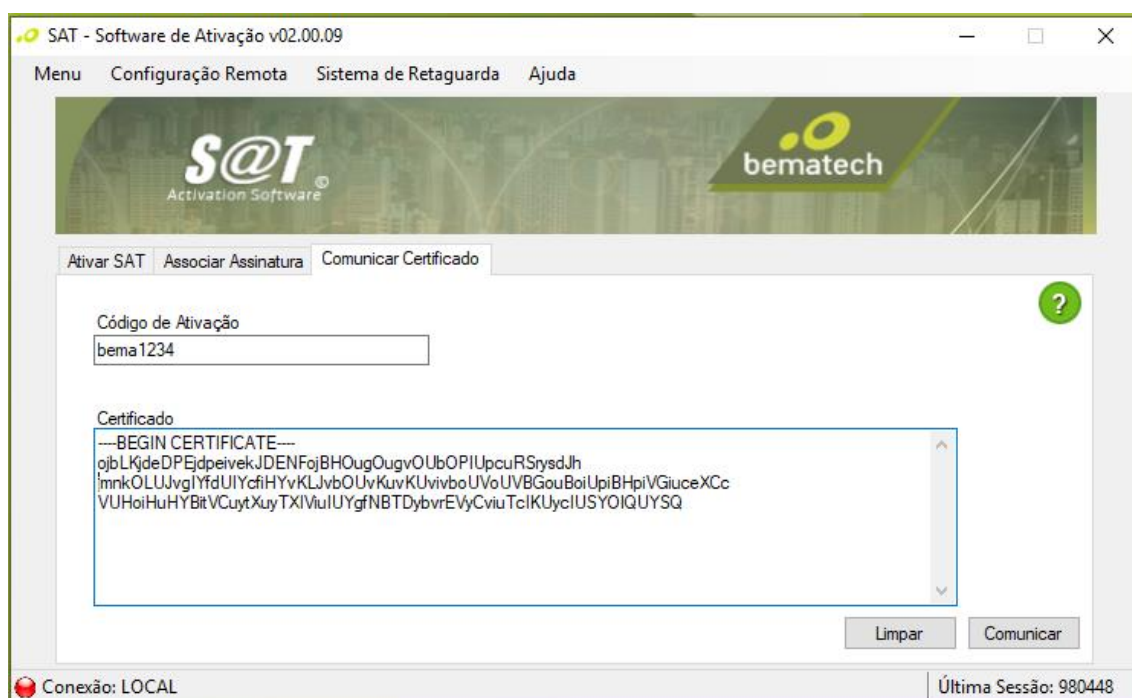 SAT - Software de Ativação v02.00.09
Menu Configuração Remota Sistema de Retaguarda Ajuda
S@T
Activation Software
©
bematech
Ativar SAT Associar Assinatura Comunicar Certificado
?
Código de Ativação
bema1234
Certificado
----BEGIN CERTIFICATE----
ojbLKjdeDPEjdpeivekJDENFojBHOugOugvOUbOPIUpcuRSrysdJh
mnkOLUJvgIYfdUIYcfiHYvKLJvbOUvKuvKUvivboUVoUVBGouBoiUpiBHpiVGiuceXCc
VUHoiHuHYBitVCuytXuyTXIViuIUYgfNBTDybvrEVyCviuTcIKUycIUSYOIQUYSQ
Limpar Comunicar
Conexão: LOCAL Última Sessão: 980448